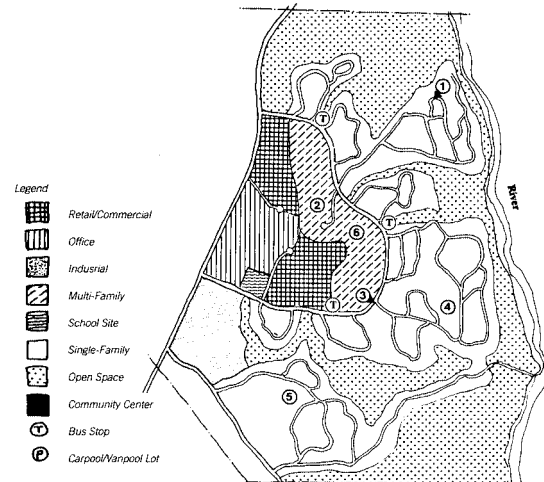 Legend
Retail/Commercial
Office
Indusrial
Multi-Family
School Site
Single-Family
Open Space
Community Center
T Bus Stop
P Carpool/Vanpool Lot
1
T
River
2
T
6
3
T
4
5